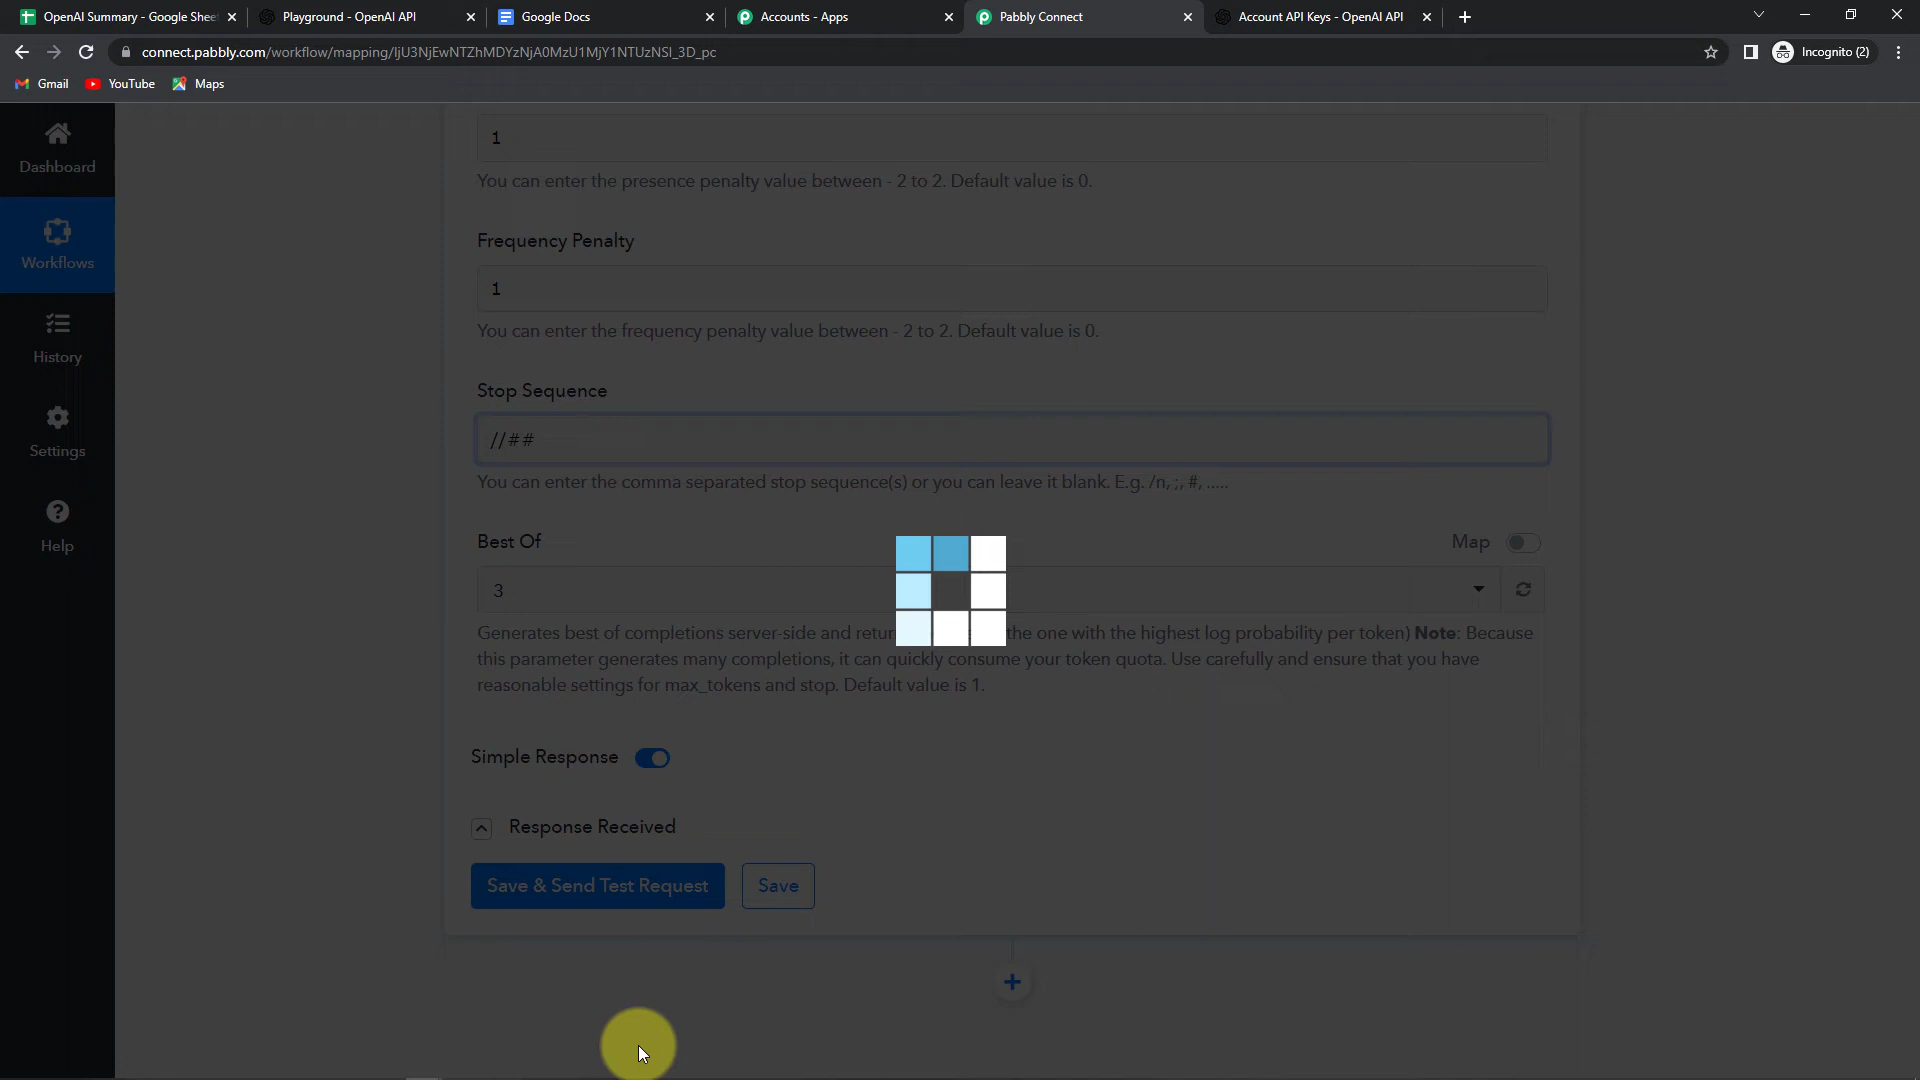 OpenAI Summary - Google Shee
Playground - OpenAI API
Google Docs
Accounts - Apps
Pabbly Connect
Account API Keys - OpenAI API
connect.pabbly.com/workflow/mapping/IjU3NjEwNTZhMDYzNjA0MzU1MjY1NTUzNSI_3D_pc
Incognito (2)
Gmail
YouTube
Maps
Dashboard
Workflows
History
Settings
Help
1
You can enter the presence penalty value between - 2 to 2. Default value is 0.
Frequency Penalty
1
You can enter the frequency penalty value between - 2 to 2. Default value is 0.
Stop Sequence
//##
You can enter the comma separated stop sequence(s) or you can leave it blank. E.g. /n, ;, #, .....
Best Of
Map
3
Generates best of completions server-side and retur the one with the highest log probability per token) Note: Because
this parameter generates many completions, it can quickly consume your token quota. Use carefully and ensure that you have
reasonable settings for max_tokens and stop. Default value is 1.
Simple Response
Response Received
Save & Send Test Request
Save